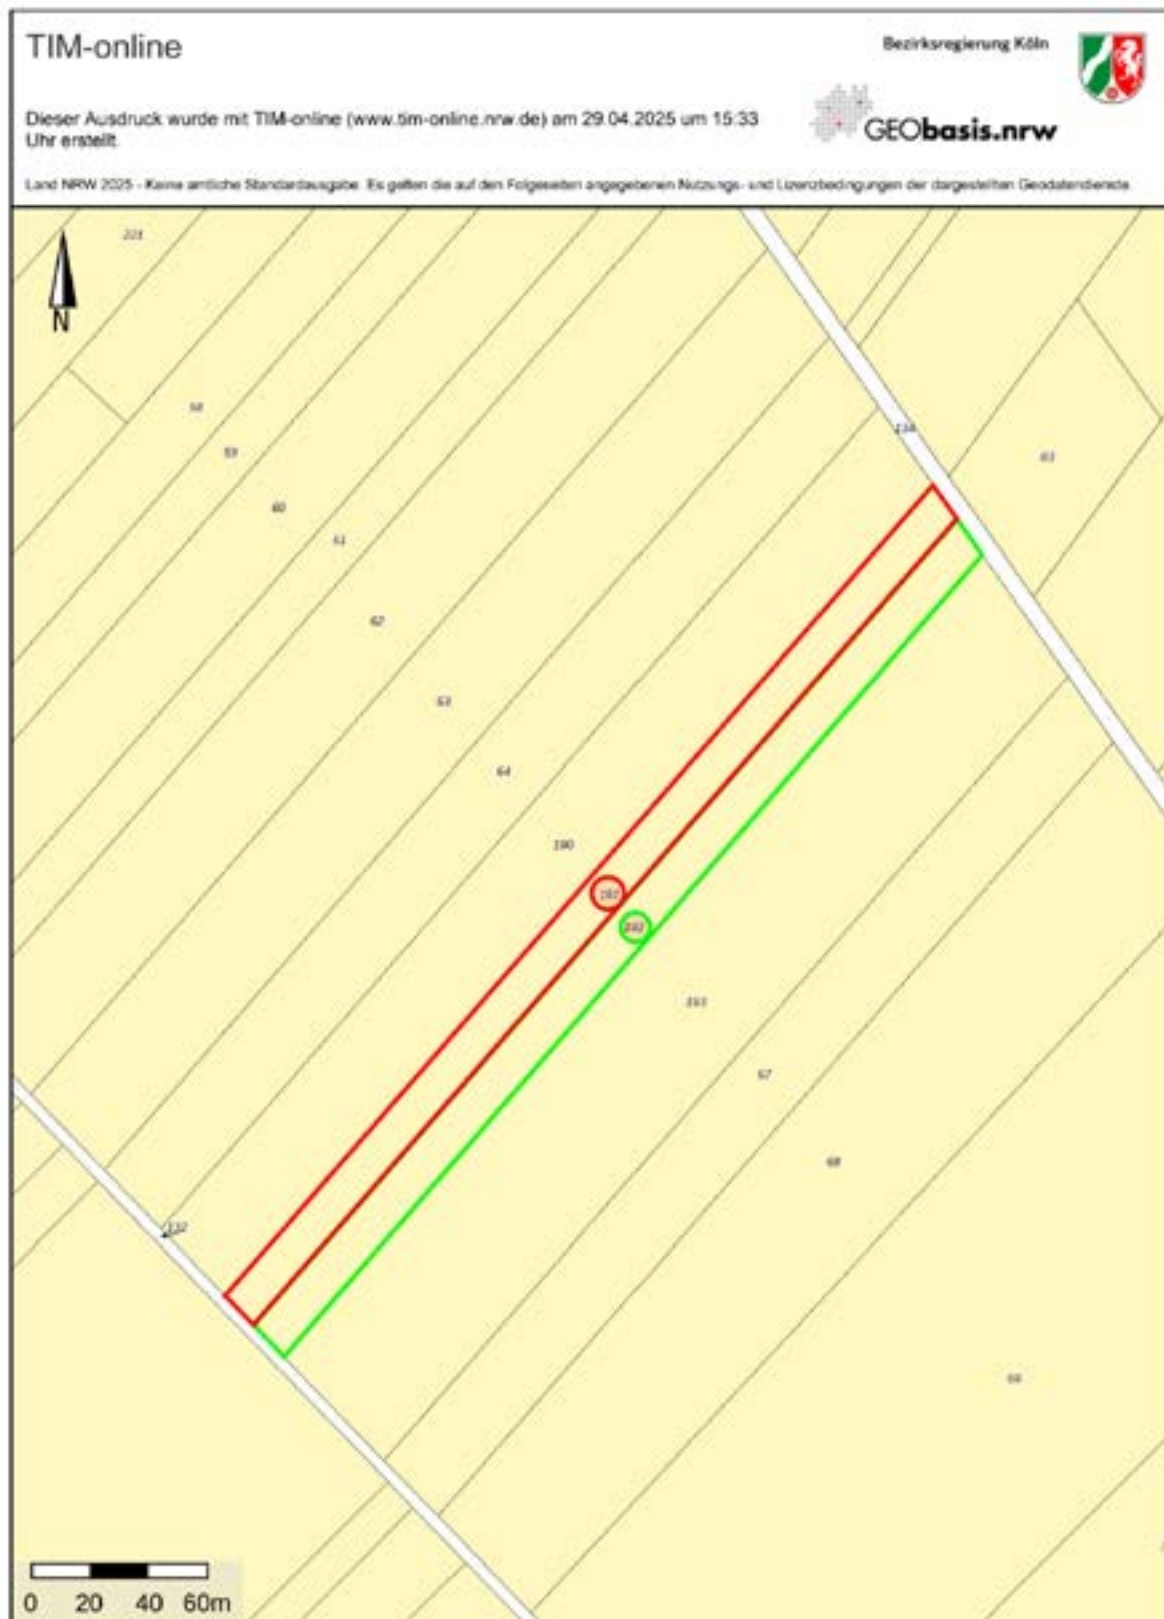 TIM-online
Bezirksregierung Köln
Dieser Ausdruck wurde mit TIM-online (www.tim-online.nrw.de) am 29.04.2025 um 15:33
Uhr erstellt.
GEObasis.nrw
Land NRW 2025 - Keine amtliche Standardausgabe. Es gelten die auf den Folgeseiten angegebenen Nutzungs- und Lizenzbedingungen der dargestellten Geodatendienste.
N
59
60
61
62
63
64
190
67
68
132
0 20 40 60m